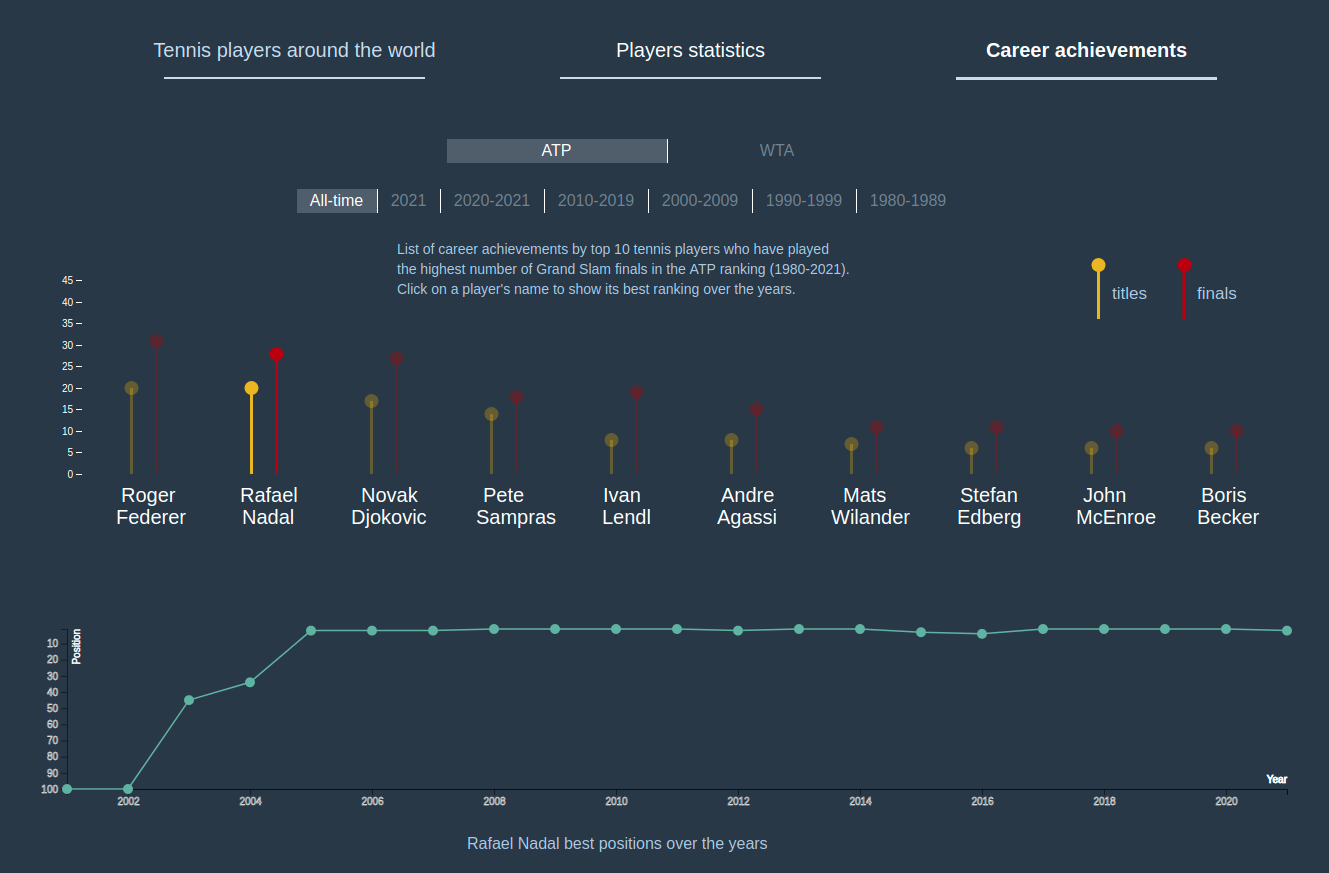 Tennis players around the world
Players statistics
Career achievements
ATP
WTA
All-time
2021
2020-2021
2010-2019
2000-2009
1990-1999
1980-1989
List of career achievements by top 10 tennis players who have played
the highest number of Grand Slam finals in the ATP ranking (1980-2021).
Click on a player's name to show its best ranking over the years.
titles
finals
45
40
35
30
25
20
15
10
5
0
Roger
Federer
Rafael
Nadal
Novak
Djokovic
Pete
Sampras
Ivan
Lendl
Andre
Agassi
Mats
Wilander
Stefan
Edberg
John
McEnroe
Boris
Becker
Position
10
20
30
40
50
60
70
80
90
100
Year
2002
2004
2006
2008
2010
2012
2014
2016
2018
2020
Rafael Nadal best positions over the years